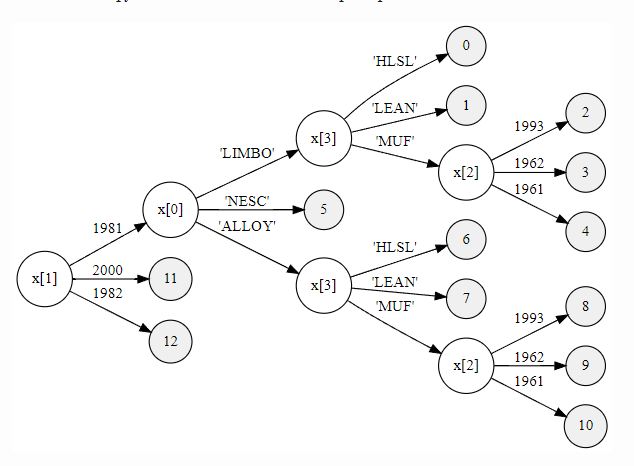 0
'HLSL'
'LEAN'
1
x[3]
'MUF'
1993
2
'LIMBO'
x[2]
1962
3
1961
4
x[0]
'NESC'
5
'ALLOY'
1981
6
'HLSL'
x[1]
2000
11
x[3]
'LEAN'
7
1982
'MUF'
1993
8
12
x[2]
1962
9
1961
10